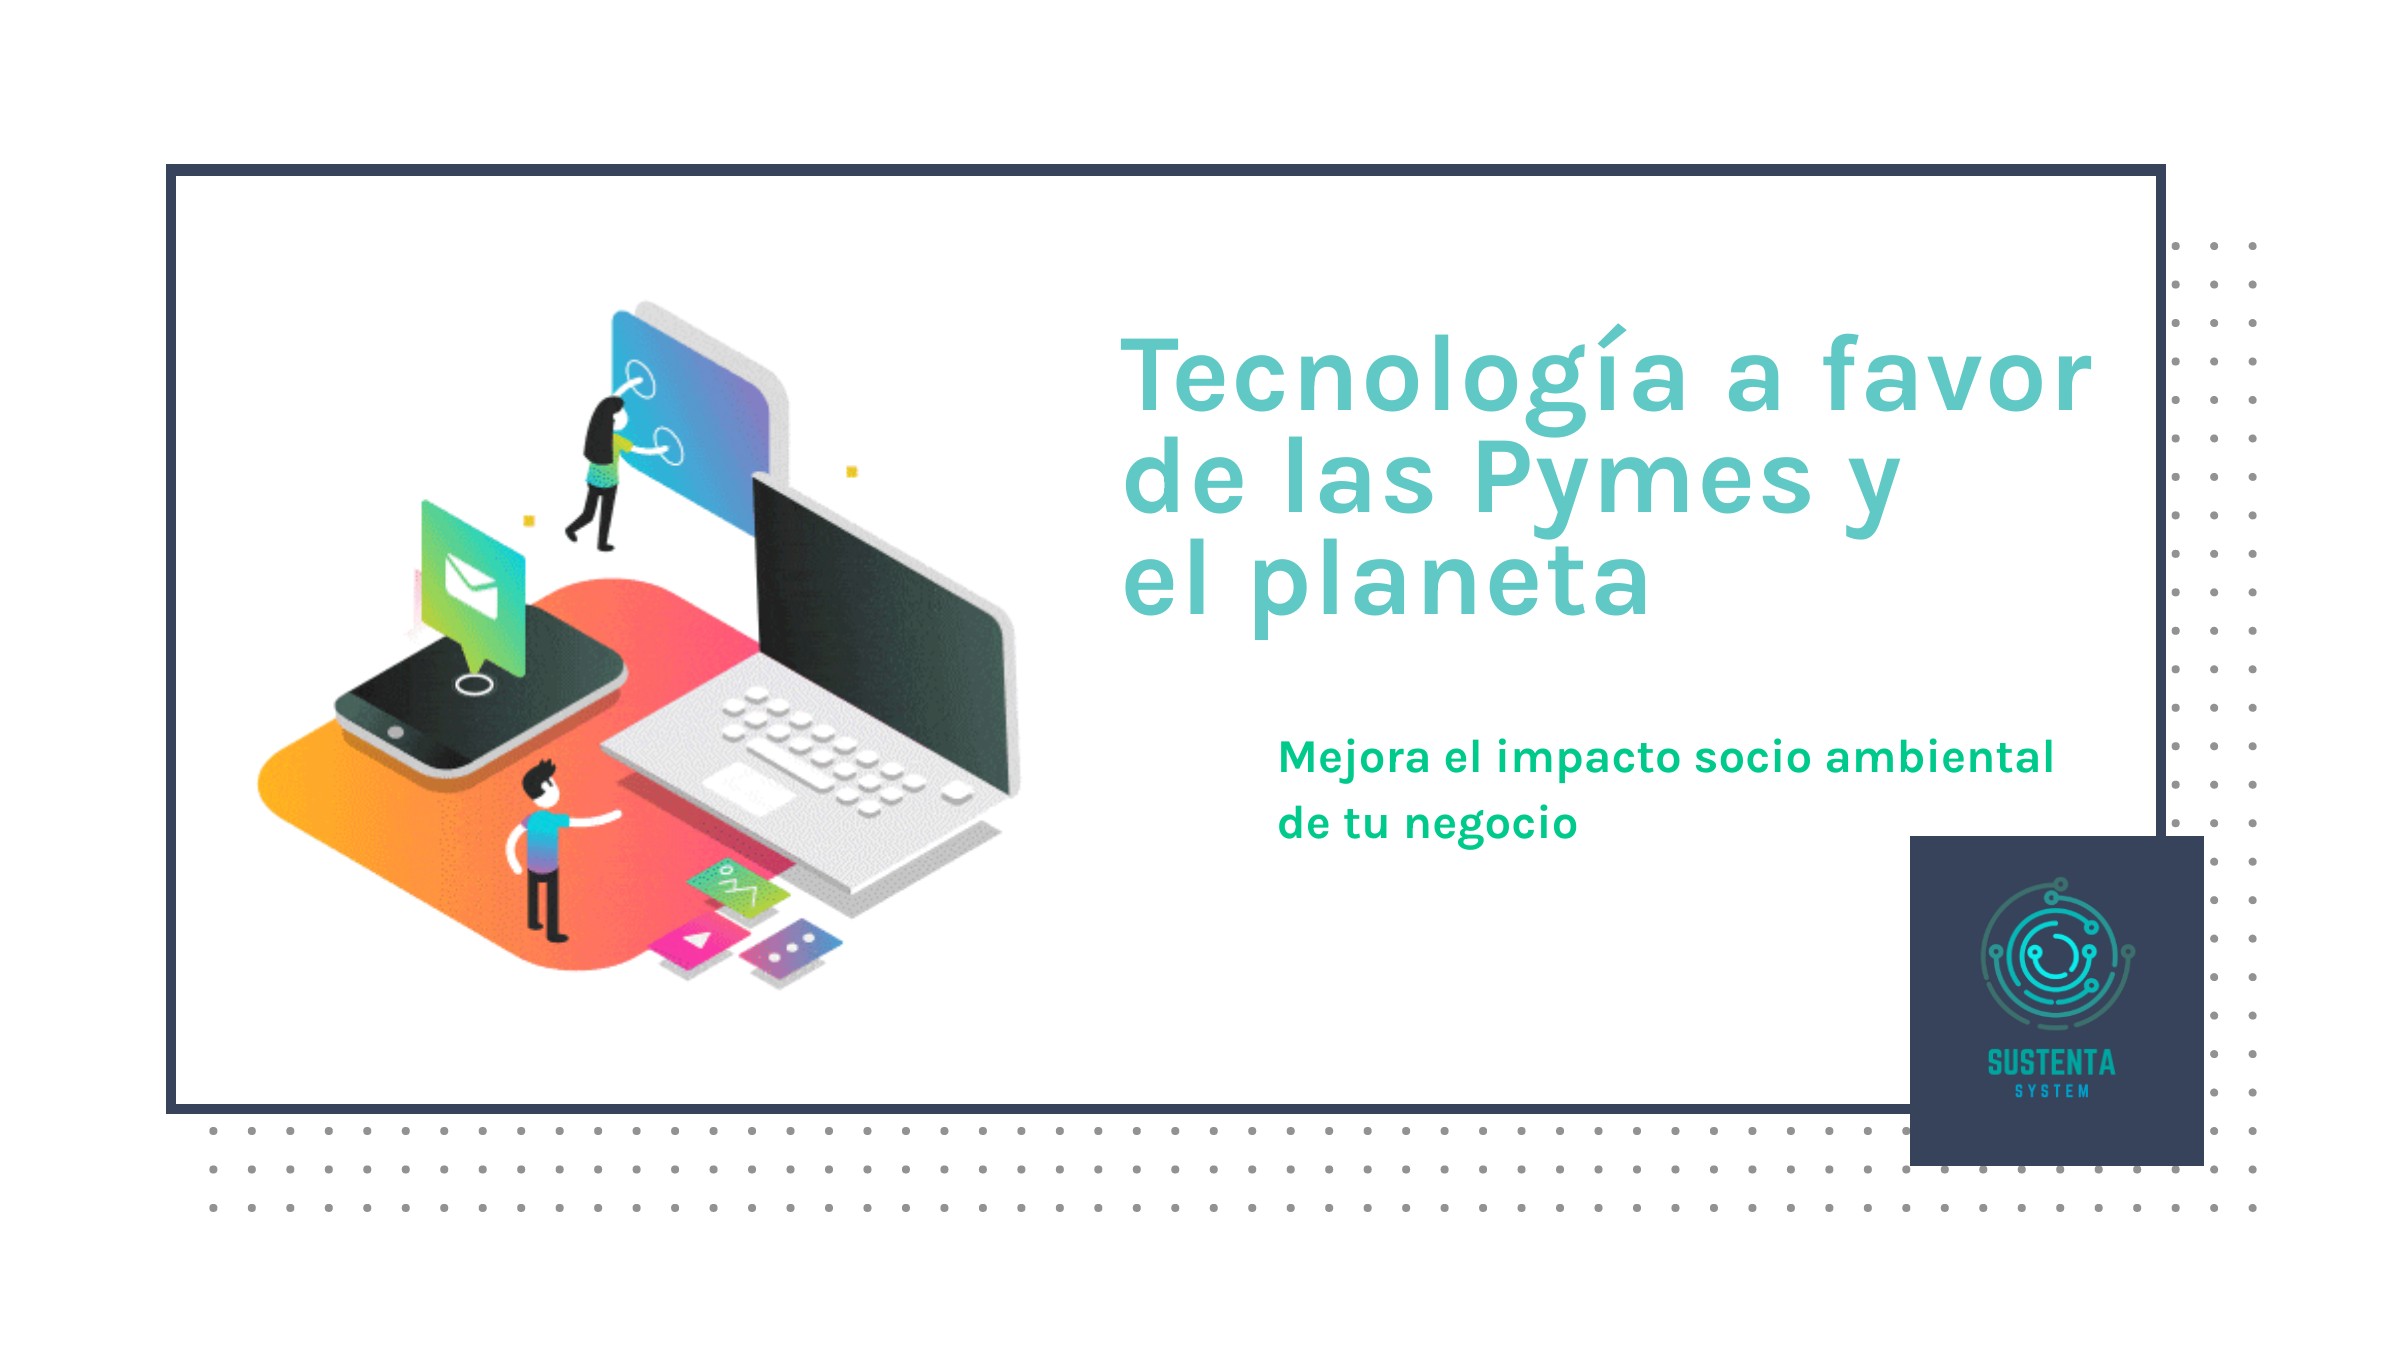 Tecnología a favor
de las Pymes y
el planeta
Mejora el impacto socio ambiental
de tu negocio
SUSTENTA
SYSTEM